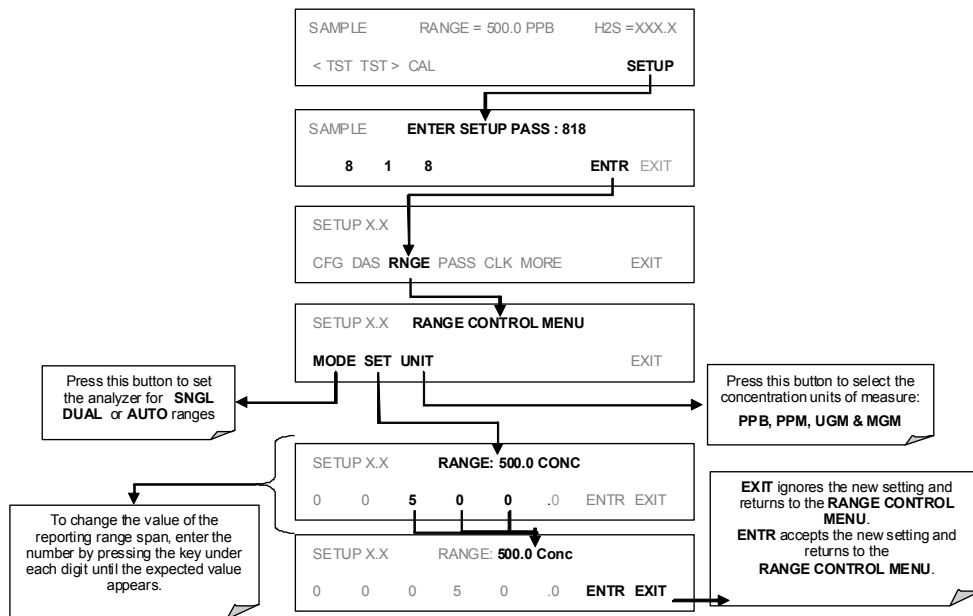 SAMPLE RANGE = 500.0 PPB H2S =XXX.X
< TST TST > CAL SETUP
SAMPLE ENTER SETUP PASS : 818
8 1 8 ENTR EXIT
SETUP X.X
CFG DAS RNGE PASS CLK MORE EXIT
SETUP X.X RANGE CONTROL MENU
MODE SET UNIT EXIT
Press this button to set
the analyzer for SNGL
DUAL or AUTO ranges
Press this button to select the
concentration units of measure:
PPB, PPM, UGM & MGM
SETUP X.X RANGE: 500.0 CONC
0 0 5 0 0 .0 ENTR EXIT
To change the value of the
reporting range span, enter the
number by pressing the key under
each digit until the expected value
appears.
SETUP X.X RANGE: 500.0 Conc
0 0 0 5 0 .0 ENTR EXIT
EXIT ignores the new setting and
returns to the RANGE CONTROL
MENU.
ENTR accepts the new setting and
returns to the
RANGE CONTROL MENU.